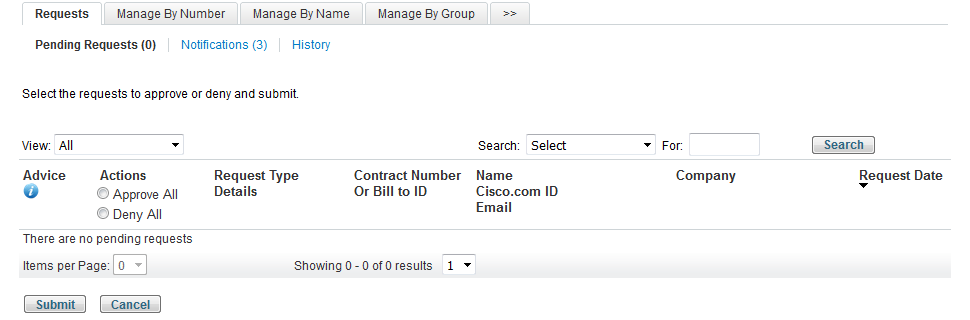 Requests Manage By Number Manage By Name Manage By Group >>
Pending Requests (0) Notifications (3) History
Select the requests to approve or deny and submit.
View: All Search: Select For: Search
Advice Actions Request Type Contract Number Name Company Request Date
i Approve All Details Or Bill to ID Cisco.com ID
Deny All Email
There are no pending requests
Items per Page: 0 Showing 0 - 0 of 0 results 1
Submit Cancel